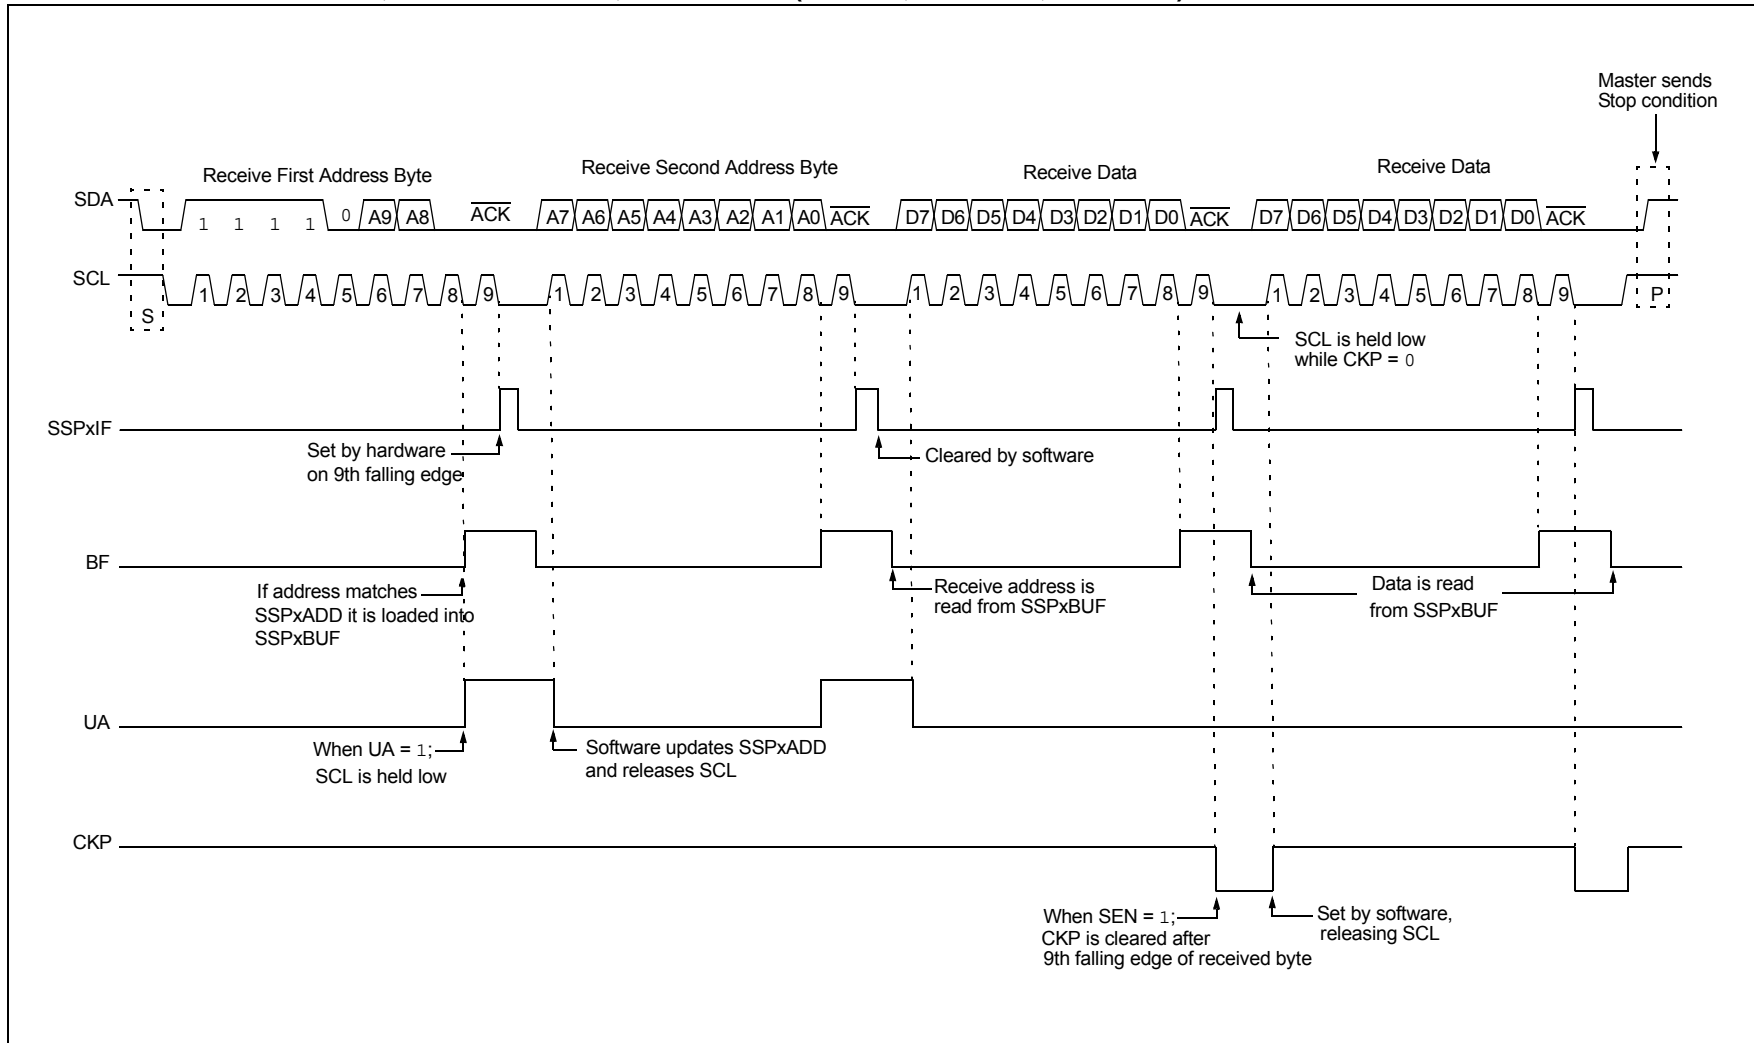 Master sends
Stop condition
Receive First Address Byte
Receive Second Address Byte
Receive Data
Receive Data
SDA
1 1 1 1 0 A9 A8 ACK A7 A6 A5 A4 A3 A2 A1 A0 ACK D7 D6 D5 D4 D3 D2 D1 D0 ACK D7 D6 D5 D4 D3 D2 D1 D0 ACK
SCL
S 1 2 3 4 5 6 7 8 9 1 2 3 4 5 6 7 8 9 1 2 3 4 5 6 7 8 9 1 2 3 4 5 6 7 8 9 P
SCL is held low
while CKP = 0
SSPxIF
Set by hardware
on 9th falling edge
Cleared by software
BF
If address matches
SSPxADD it is loaded into
SSPxBUF
Receive address is
read from SSPxBUF
Data is read
from SSPxBUF
UA
When UA = 1;
SCL is held low
Software updates SSPxADD
and releases SCL
CKP
When SEN = 1;
CKP is cleared after
9th falling edge of received byte
Set by software,
releasing SCL